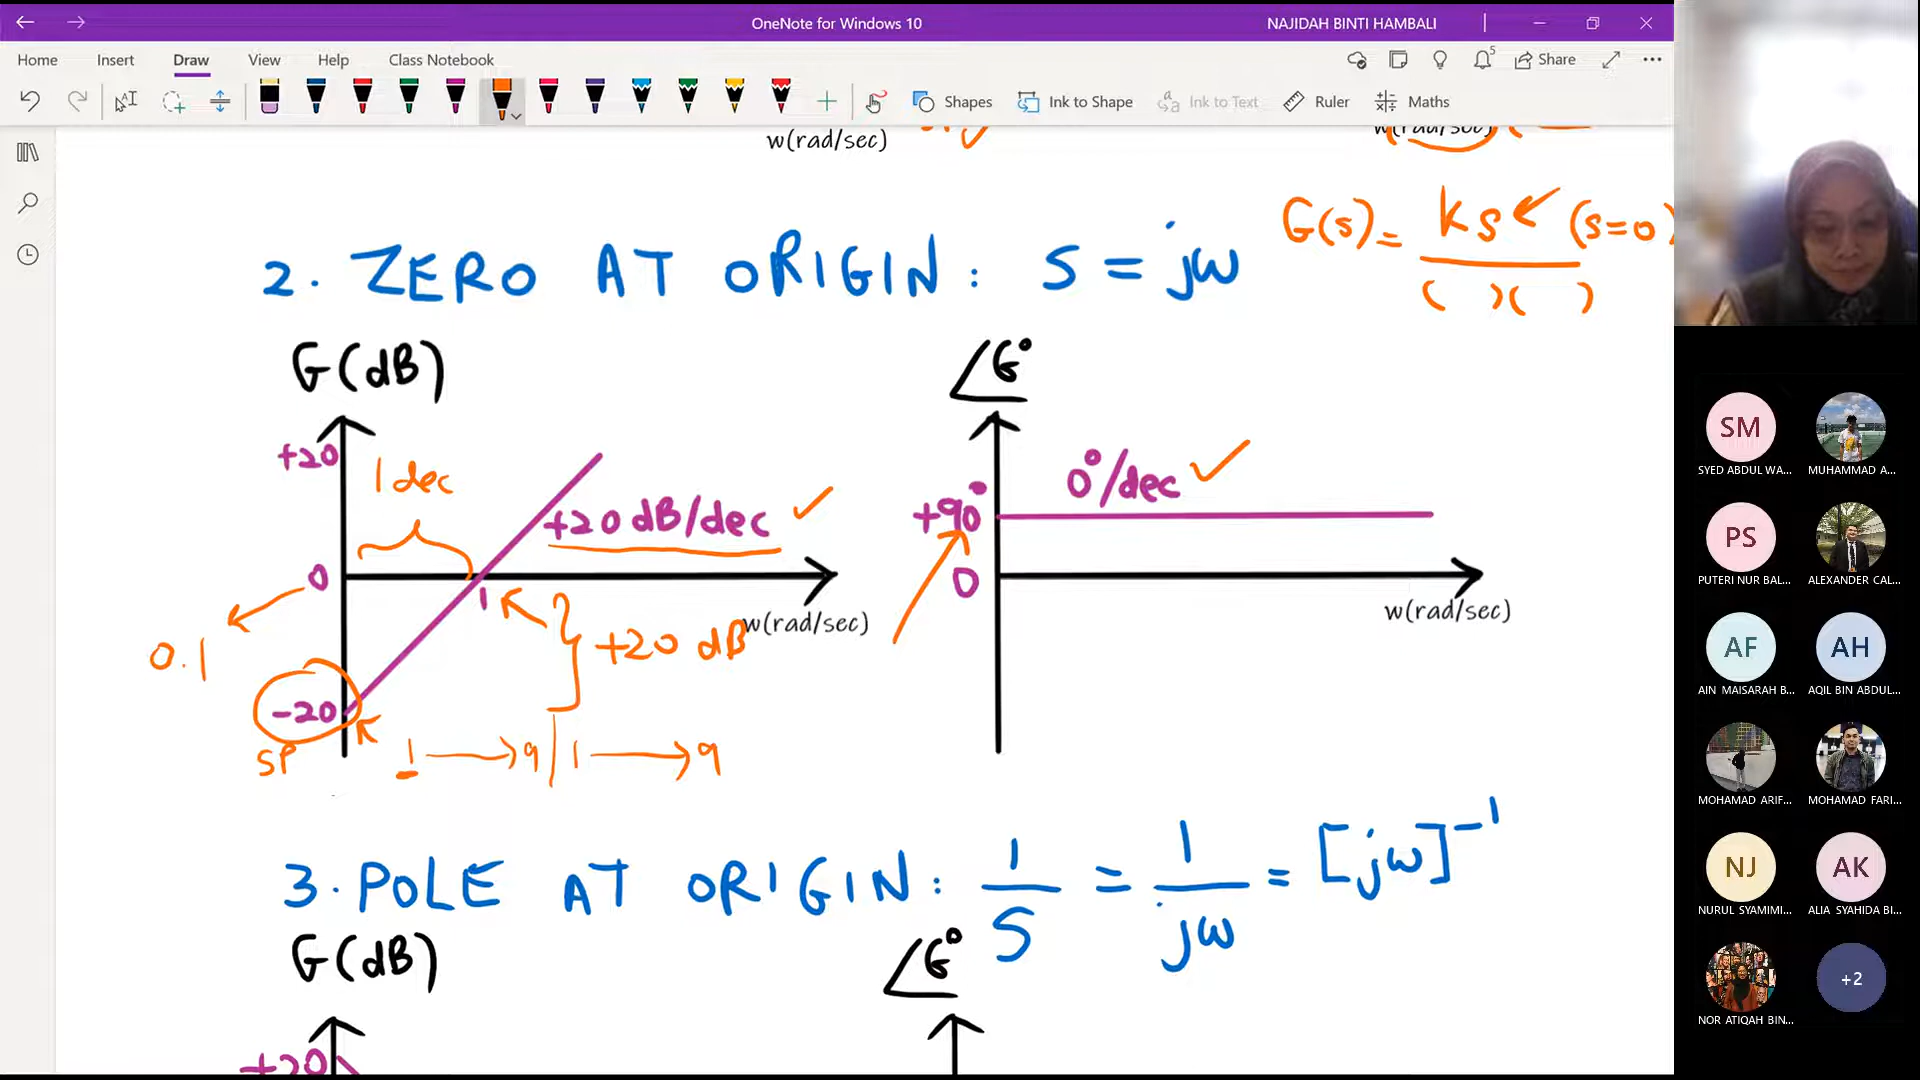 OneNote for Windows 10
NAJIDAH BINTI HAMBALI
Home Insert Draw View Help Class Notebook
5 Share
Shapes Ink to Shape Ink to Text Ruler Maths
w(rad/sec)
w(rad/sec)
G(s) = ks (s=0)
( )( )
2. ZERO AT ORIGIN: S = jw
G(dB)
+20
1 dec
+20 dB/dec
0
1
w(rad/sec)
0.1
+20 dB
-20
SP
1 → 9 | 1 → 9
∠G°
0°/dec
+90°
0
w(rad/sec)
3. POLE AT ORIGIN: 1/S = 1/jw = [jw]⁻¹
G(dB)
∠G°
+20
SM
SYED ABDUL WA...
MUHAMMAD A...
PS
PUTERI NUR BAL...
ALEXANDER CAL...
AF
AIN MAISARAH B...
AH
AQIL BIN ABDUL...
MOHAMAD ARIF...
MOHAMAD FARI...
NJ
NURUL SYAMIMI...
AK
ALIA SYAHIDA BI...
NOR ATIQAH BIN...
+2